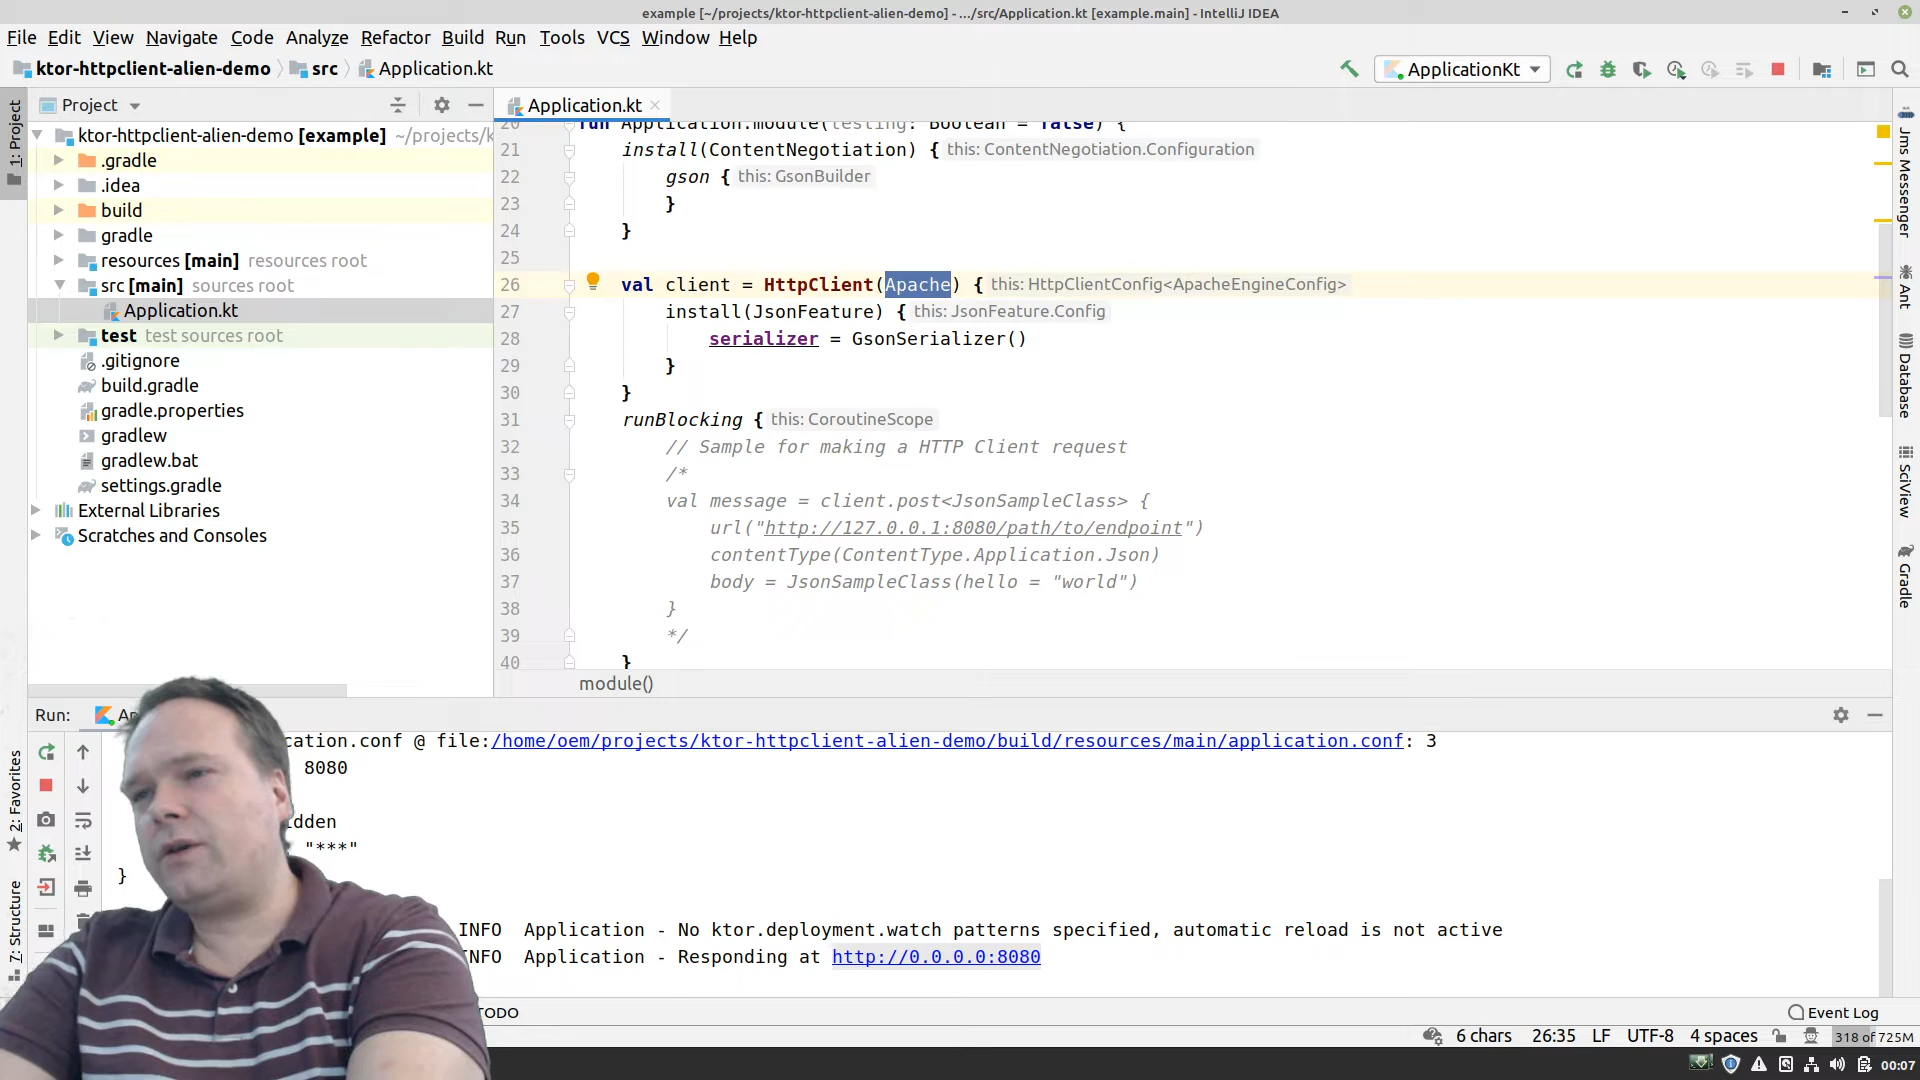 example [~/projects/ktor-httpclient-alien-demo] - .../src/Application.kt [example.main] - IntelliJ IDEA
File Edit View Navigate Code Analyze Refactor Build Run Tools VCS Window Help
ktor-httpclient-alien-demo src Application.kt
ApplicationKt
1: Project
Project
ktor-httpclient-alien-demo [example] ~/projects/k
.gradle
.idea
build
gradle
resources [main] resources root
src [main] sources root
Application.kt
test test sources root
.gitignore
build.gradle
gradle.properties
gradlew
gradlew.bat
settings.gradle
External Libraries
Scratches and Consoles
Application.kt
20 fun Application.module(testing: Boolean = false) {
21 install(ContentNegotiation) { this: ContentNegotiation.Configuration
22 gson { this: GsonBuilder
23 }
24 }
25
26 val client = HttpClient(Apache) { this: HttpClientConfig<ApacheEngineConfig>
27 install(JsonFeature) { this: JsonFeature.Config
28 serializer = GsonSerializer()
29 }
30 }
31 runBlocking { this: CoroutineScope
32 // Sample for making a HTTP Client request
33 /*
34 val message = client.post<JsonSampleClass> {
35 url("http://127.0.0.1:8080/path/to/endpoint")
36 contentType(ContentType.Application.Json)
37 body = JsonSampleClass(hello = "world")
38 }
39 */
40 }
module()
Jms Messenger
Ant
Database
SciView
Gradle
2: Favorites
7: Structure
Run: Ap
cation.conf @ file:/home/oem/projects/ktor-httpclient-alien-demo/build/resources/main/application.conf: 3
8080
idden
"***"
}
INFO Application - No ktor.deployment.watch patterns specified, automatic reload is not active
NFO Application - Responding at http://0.0.0.0:8080
TODO
Event Log
6 chars 26:35 LF UTF-8 4 spaces 318 of 725M
00:07